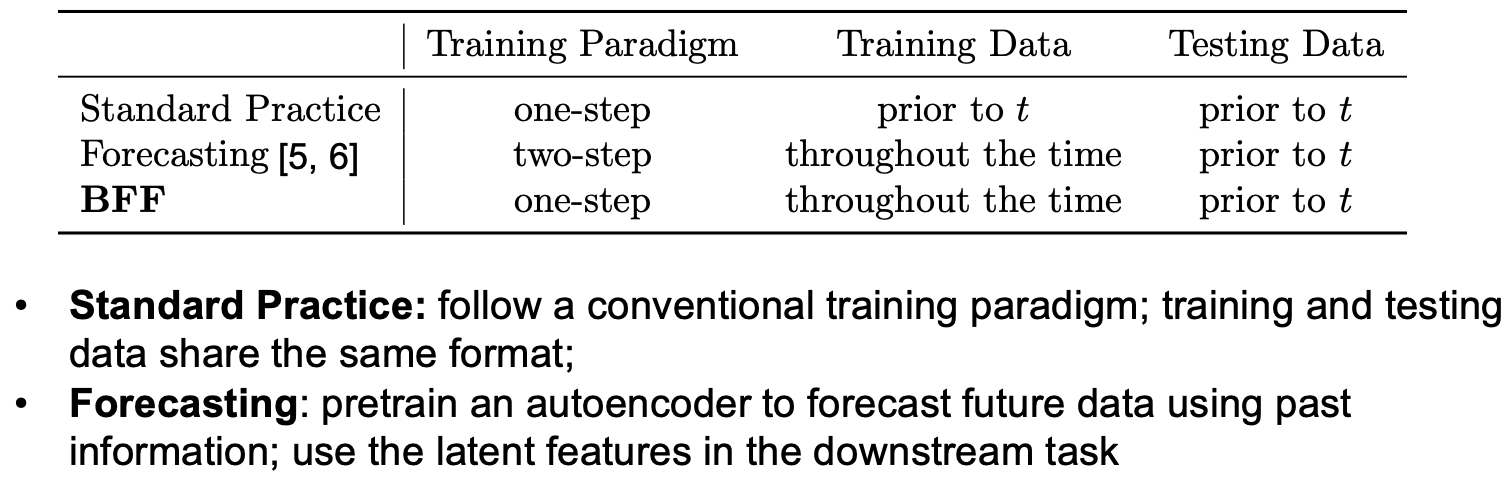 Training Paradigm Training Data Testing Data
Standard Practice one-step prior to t prior to t
Forecasting [5, 6] two-step throughout the time prior to t
BFF one-step throughout the time prior to t
• Standard Practice: follow a conventional training paradigm; training and testing
data share the same format;
• Forecasting: pretrain an autoencoder to forecast future data using past
information; use the latent features in the downstream task